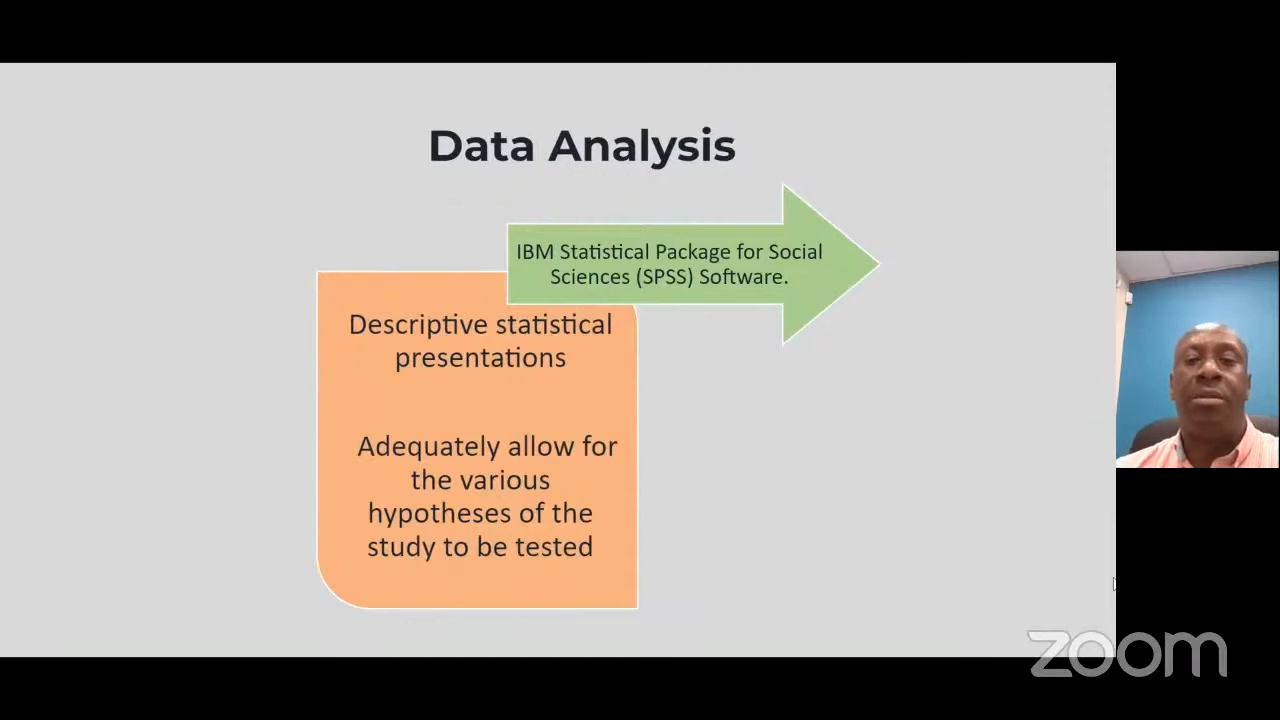 Data Analysis
IBM Statistical Package for Social
Sciences (SPSS) Software.
Descriptive statistical
presentations
Adequately allow for
the various
hypotheses of the
study to be tested
zoom